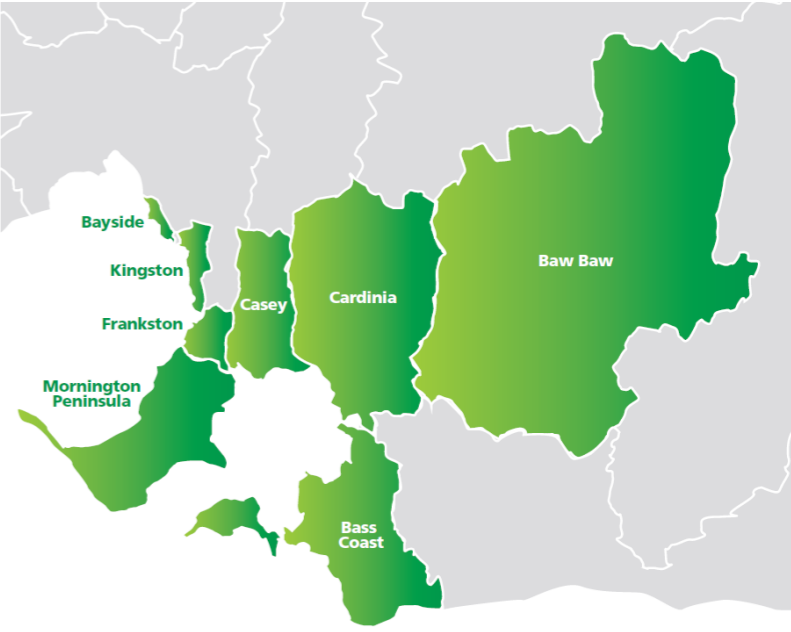 Bayside
Kingston
Frankston
Mornington
Peninsula
Casey
Cardinia
Baw Baw
Bass
Coast